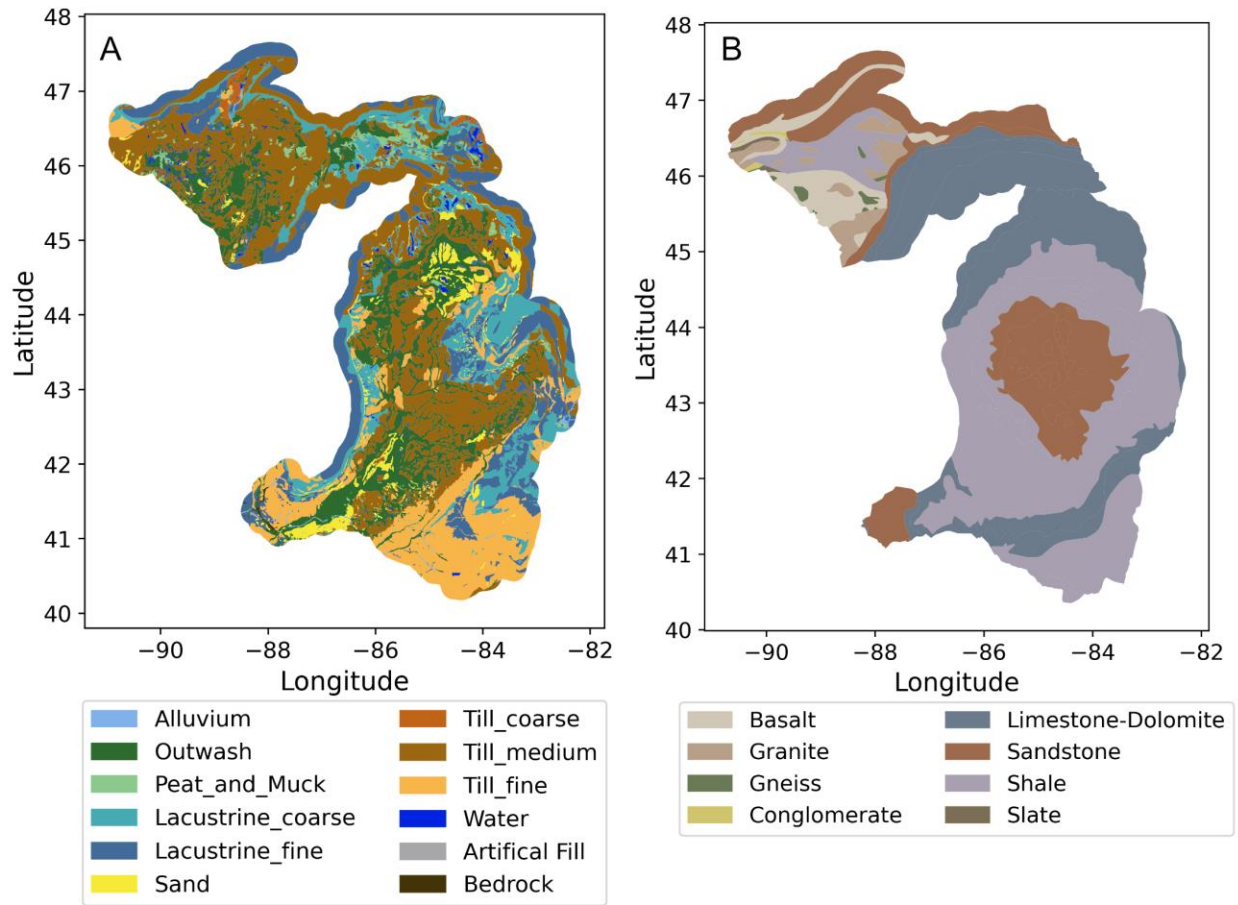 A
48
47
46
45
44
43
42
41
40
Latitude
−90
−88
−86
−84
−82
Longitude
Alluvium
Outwash
Peat_and_Muck
Lacustrine_coarse
Lacustrine_fine
Sand
Till_coarse
Till_medium
Till_fine
Water
Artifical Fill
Bedrock
B
48
47
46
45
44
43
42
41
40
Latitude
−90
−88
−86
−84
−82
Longitude
Basalt
Granite
Gneiss
Conglomerate
Limestone-Dolomite
Sandstone
Shale
Slate